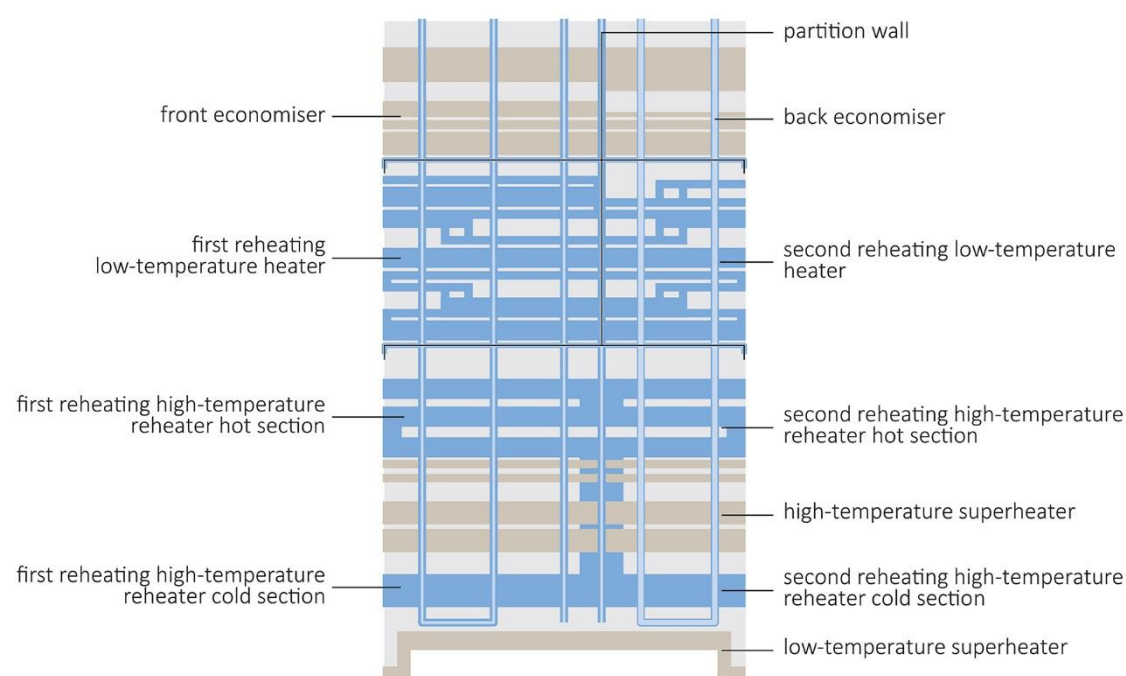 partition wall
front economiser
back economiser
first reheating
low-temperature heater
second reheating low-temperature
heater
first reheating high-temperature
reheater hot section
second reheating high-temperature
reheater hot section
high-temperature superheater
first reheating high-temperature
reheater cold section
second reheating high-temperature
reheater cold section
low-temperature superheater